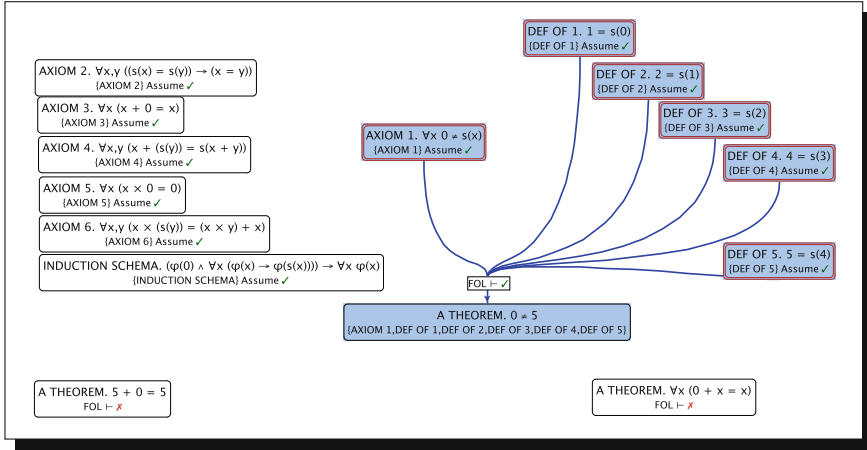 DEF OF 1. 1 = s(0)
{DEF OF 1} Assume ✓
AXIOM 2. ∀x,y ((s(x) = s(y)) → (x = y))
{AXIOM 2} Assume ✓
DEF OF 2. 2 = s(1)
{DEF OF 2} Assume ✓
AXIOM 3. ∀x (x + 0 = x)
{AXIOM 3} Assume ✓
DEF OF 3. 3 = s(2)
{DEF OF 3} Assume ✓
AXIOM 1. ∀x 0 ≠ s(x)
{AXIOM 1} Assume ✓
AXIOM 4. ∀x,y (x + (s(y)) = s(x + y))
{AXIOM 4} Assume ✓
DEF OF 4. 4 = s(3)
{DEF OF 4} Assume ✓
AXIOM 5. ∀x (x × 0 = 0)
{AXIOM 5} Assume ✓
AXIOM 6. ∀x,y (x × (s(y)) = (x × y) + x)
{AXIOM 6} Assume ✓
DEF OF 5. 5 = s(4)
{DEF OF 5} Assume ✓
INDUCTION SCHEMA. (φ(0) ∧ ∀x (φ(x) → φ(s(x)))) → ∀x φ(x)
{INDUCTION SCHEMA} Assume ✓
FOL ⊢ ✓
A THEOREM. 0 ≠ 5
{AXIOM 1,DEF OF 1,DEF OF 2,DEF OF 3,DEF OF 4,DEF OF 5}
A THEOREM. 5 + 0 = 5
FOL ⊢ ✗
A THEOREM. ∀x (0 + x = x)
FOL ⊢ ✗